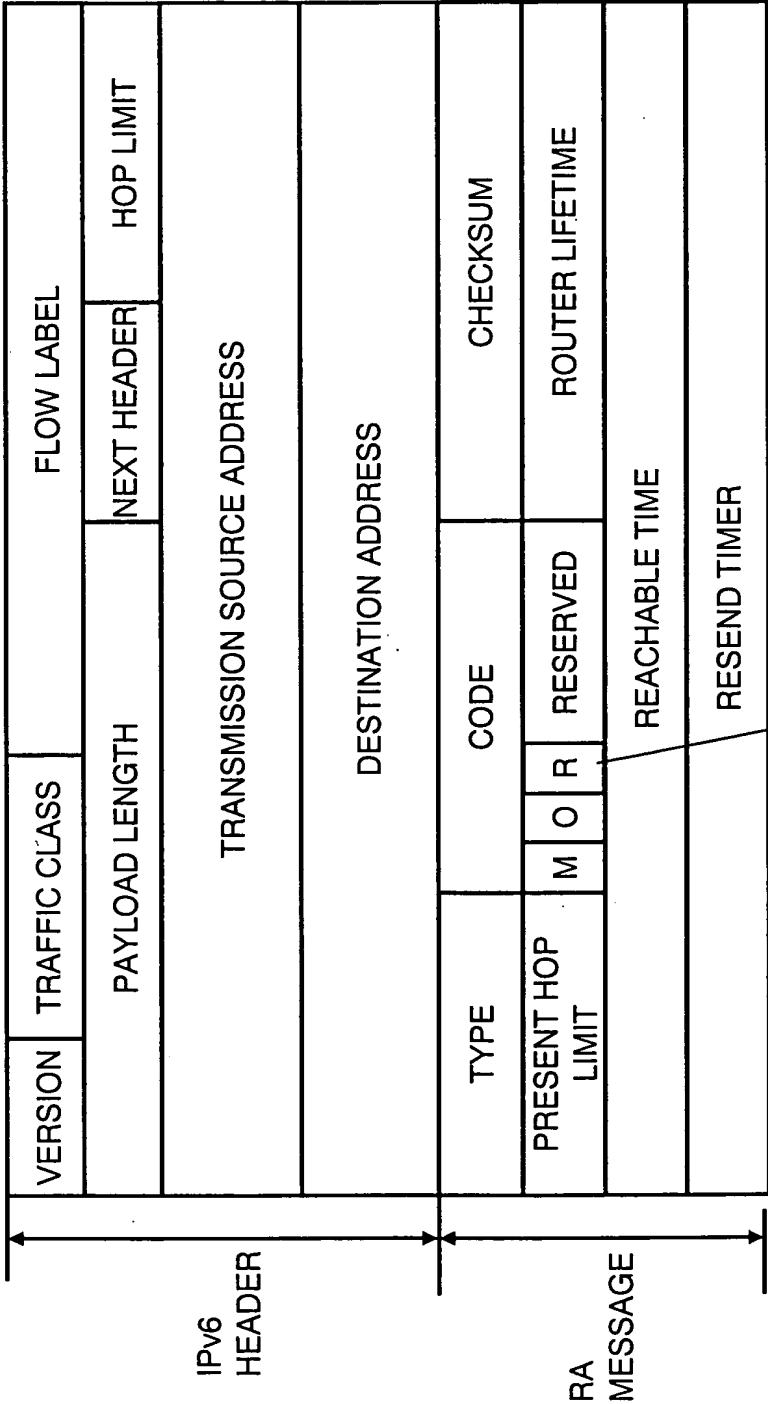 IPv6
HEADER
VERSION TRAFFIC CLASS FLOW LABEL
PAYLOAD LENGTH NEXT HEADER HOP LIMIT
TRANSMISSION SOURCE ADDRESS
DESTINATION ADDRESS
RA
MESSAGE
TYPE CODE CHECKSUM
PRESENT HOP
LIMIT
M O R RESERVED ROUTER LIFETIME
REACHABLE TIME
RESEND TIMER